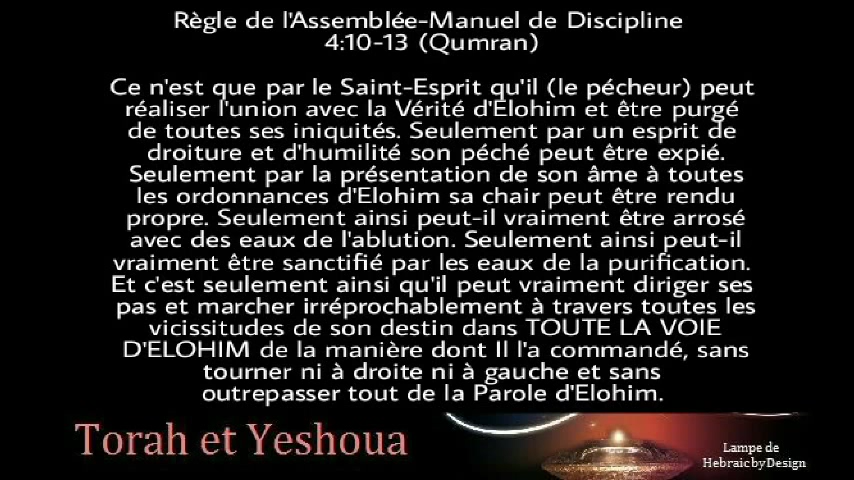 Règle de l'Assemblée-Manuel de Discipline
4:10-13 (Qumran)
Ce n'est que par le Saint-Esprit qu'il (le pécheur) peut
réaliser l'union avec la Vérité d'Elohim et être purgé
de toutes ses iniquités. Seulement par un esprit de
droiture et d'humilité son péché peut être expié.
Seulement par la présentation de son âme à toutes
les ordonnances d'Elohim sa chair peut être rendu
propre. Seulement ainsi peut-il vraiment être arrosé
avec des eaux de l'ablution. Seulement ainsi peut-il
vraiment être sanctifié par les eaux de la purification.
Et c'est seulement ainsi qu'il peut vraiment diriger ses
pas et marcher irréprochablement à travers toutes les
vicissitudes de son destin dans TOUTE LA VOIE
D'ELOHIM de la manière dont Il l'a commandé, sans
tourner ni à droite ni à gauche et sans
outrepasser tout de la Parole d'Elohim.
Torah et Yeshoua
Lampe de
HebraicbyDesign